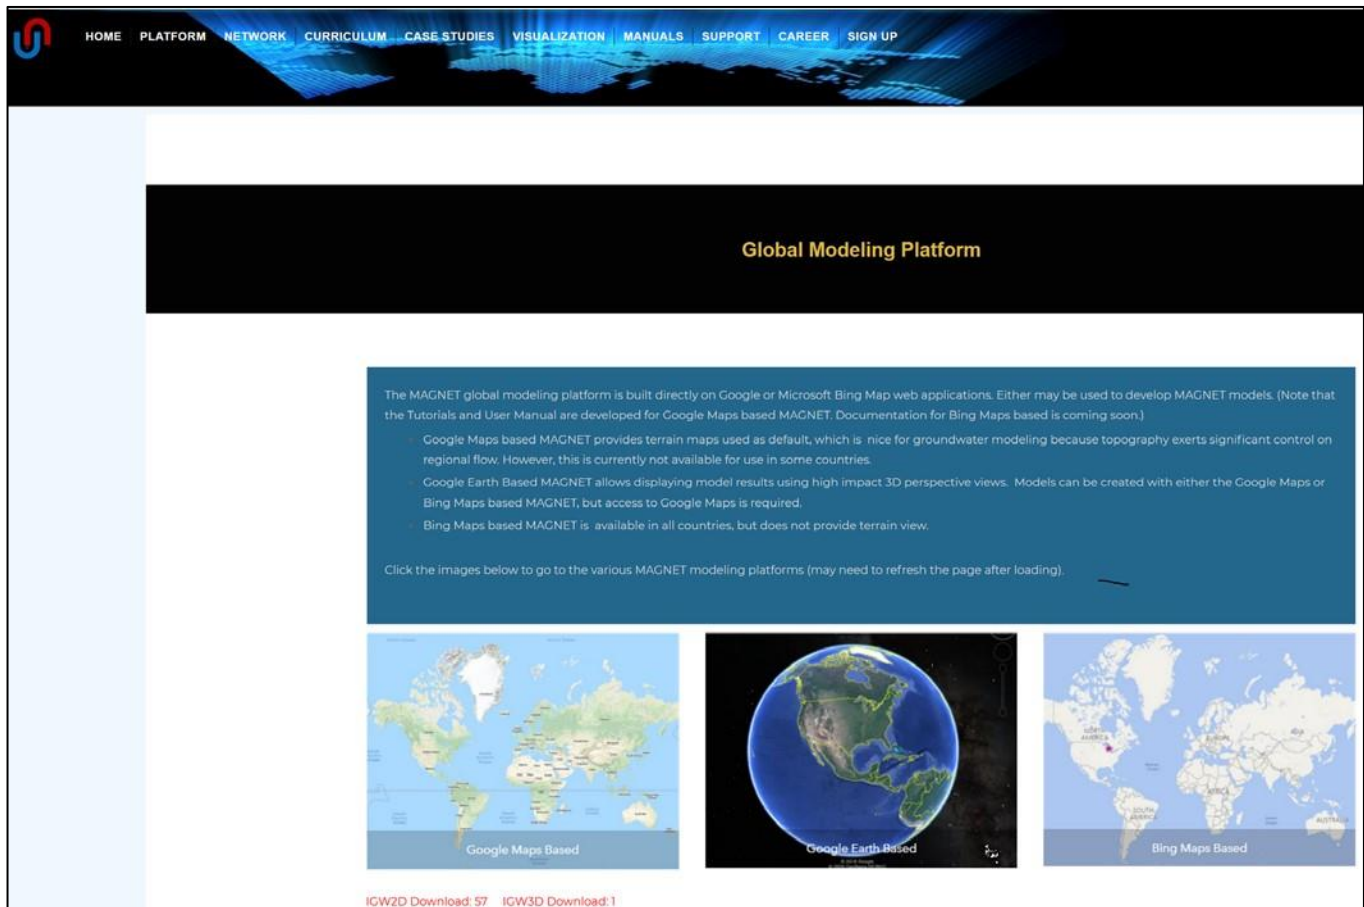 HOME PLATFORM NETWORK CURRICULUM CASE STUDIES VISUALIZATION MANUALS SUPPORT CAREER SIGN UP
Global Modeling Platform
The MAGNET global modeling platform is built directly on Google or Microsoft Bing Map web applications. Either may be used to develop MAGNET models. (Note that
the Tutorials and User Manual are developed for Google Maps based MAGNET. Documentation for Bing Maps based is coming soon.)
Google Maps based MAGNET provides terrain maps used as default, which is nice for groundwater modeling because topography exerts significant control on
regional flow. However, this is currently not available for use in some countries.
Google Earth Based MAGNET allows displaying model results using high impact 3D perspective views. Models can be created with either the Google Maps or
Bing Maps based MAGNET, but access to Google Maps is required.
Bing Maps based MAGNET is available in all countries, but does not provide terrain view.
Click the images below to go to the various MAGNET modeling platforms (may need to refresh the page after loading).
NORTH
AMERICA
EUROPE
ASIA
AFRICA
SOUTH
AMERICA
Google Maps Based
Google Earth Based
Bing Maps Based
IGW2D Download: 57 IGW3D Download: 1